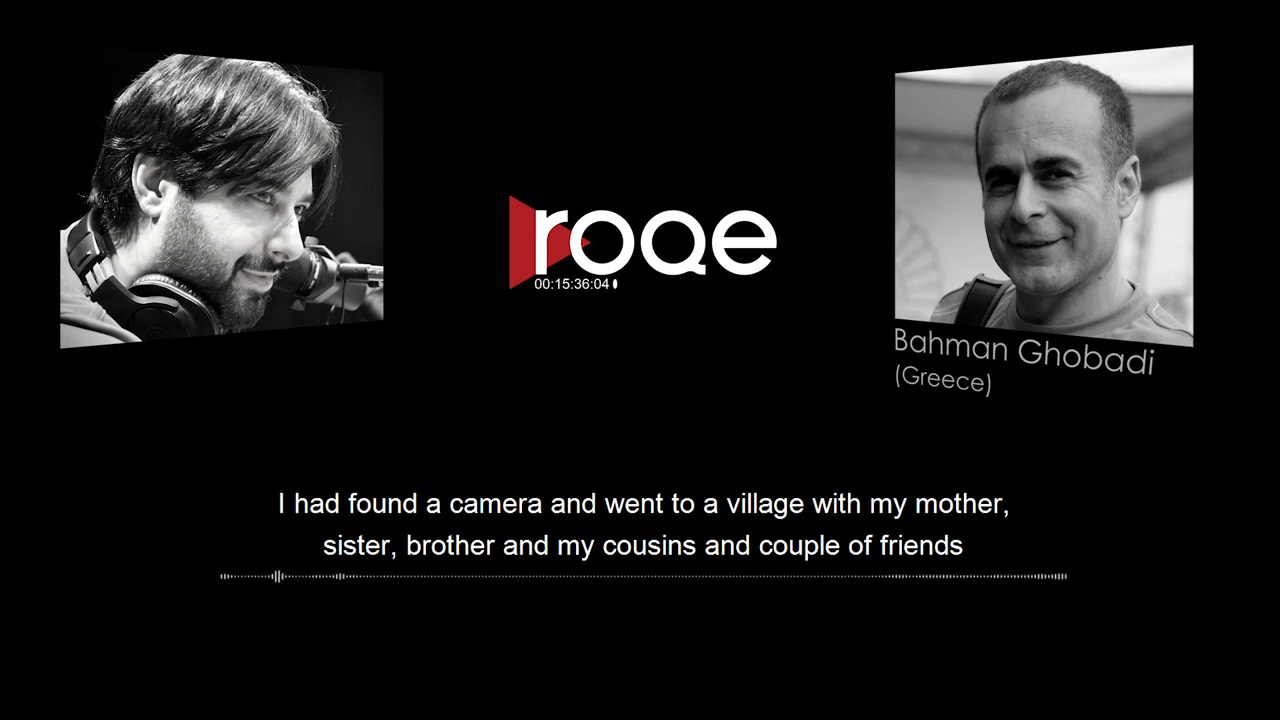 roqe
00:15:36:04
Bahman Ghobadi
(Greece)
I had found a camera and went to a village with my mother,
sister, brother and my cousins and couple of friends